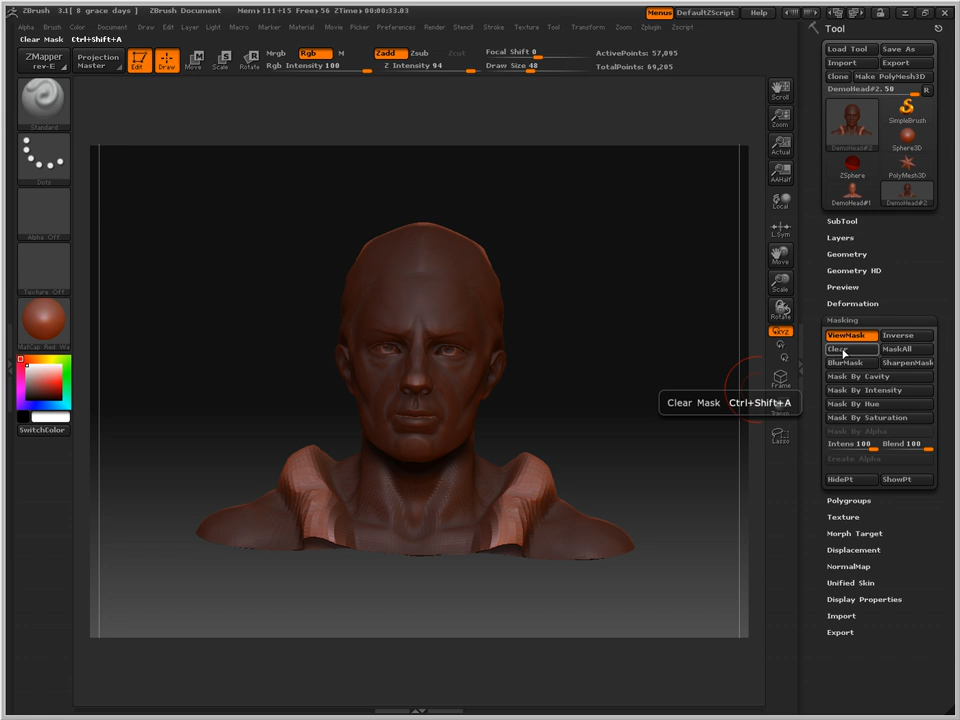 ZBrush 3.1[ 8 grace days ] ZBrush Document Mem>111+15 Free>56 ZTime>00:00:33.03 Menus DefaultZScript Help
Alpha Brush Color Document Draw Edit Layer Light Macro Marker Material Movie Picker Preferences Render Stencil Stroke Texture Tool Transform Zoom Zplugin Zscript
Clear Mask Ctrl+Shift+A
ZMapper
rev-E
Projection
Master
Edit
Draw
Move
Scale
Rotate
Mrgb Rgb M
Rgb Intensity 100
Zadd Zsub Zcut
Z Intensity 94
Focal Shift 0
Draw Size 48
ActivePoints: 57,095
TotalPoints: 69,205
Standard
Dots
Alpha Off
Texture Off
MatCap Red Wa
SwitchColor
Scroll
Zoom
Actual
AAHalf
Local
L.Sym
Move
Scale
Rotate
XYZ
Frame
Transp
Lasso
Clear Mask Ctrl+Shift+A
Tool
Load Tool Save As
Import Export
Clone Make PolyMesh3D
DemoHead#2. 50 R
DemoHead#2
SimpleBrush
Sphere3D
ZSphere
PolyMesh3D
DemoHead#1
DemoHead#2
SubTool
Layers
Geometry
Geometry HD
Preview
Deformation
Masking
ViewMask Inverse
Clear MaskAll
BlurMask SharpenMask
Mask By Cavity
Mask By Intensity
Mask By Hue
Mask By Saturation
Mask By Alpha
Intens 100 Blend 100
Create Alpha
HidePt ShowPt
Polygroups
Texture
Morph Target
Displacement
NormalMap
Unified Skin
Display Properties
Import
Export